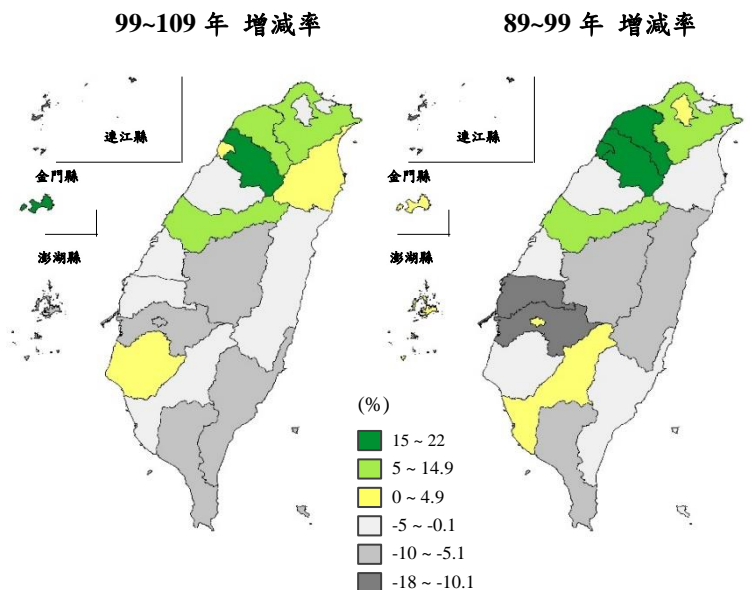 99~109 年 增減率
89~99 年 增減率
連江縣
金門縣
澎湖縣
連江縣
金門縣
澎湖縣
(%)
15 ~ 22
5 ~ 14.9
0 ~ 4.9
-5 ~ -0.1
-10 ~ -5.1
-18 ~ -10.1